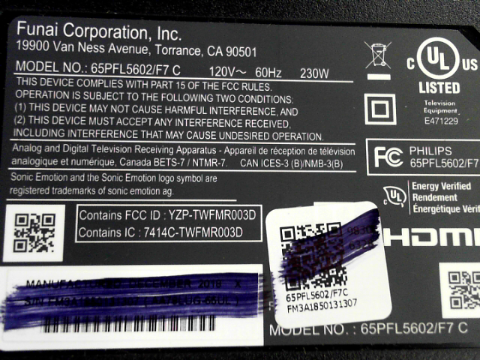 Funai Corporation, Inc.
19900 Van Ness Avenue, Torrance, CA 90501
MODEL NO.: 65PFL5602/F7 C 120V~ 60Hz 230W
THIS DEVICE COMPLIES WITH PART 15 OF THE FCC RULES.
OPERATION IS SUBJECT TO THE FOLLOWING TWO CONDITIONS.
(1) THIS DEVICE MAY NOT CAUSE HARMFUL INTERFERENCE, AND
(2) THIS DEVICE MUST ACCEPT ANY INTERFERENCE RECEIVED,
INCLUDING INTERFERENCE THAT MAY CAUSE UNDESIRED OPERATION.
Analog and Digital Television Receiving Apparatus - Appareil de réception de télévision
analogique et numérique, Canada BETS-7 / NTMR-7. CAN ICES-3 (B)/NMB-3(B)
Sonic Emotion and the Sonic Emotion logo symbol are
registered trademarks of sonic emotion ag.
C UL US
LISTED
Television
Equipment
E471229
FC PHILIPS
65PFL5602/F7
UL Energy Verified
Rendement
Énergétique Vérifié
Contains FCC ID : YZP-TWFMR003D
Contains IC : 7414C-TWFMR003D
HDMI
MANUFACTURED DECEMBER 2018 X
65PFL5602/F7C
FM3A1850131307
MODEL NO.: 65PFL5602/F7 C